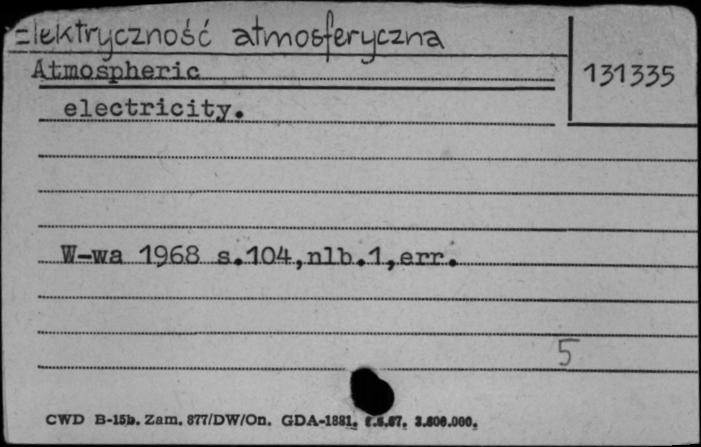 Elektryczność atmosferyczna
131335
Atmospheric
electricity.
W-wa 1968 s.104,nlb.1,err.
5
CWD B-15b. Zam. 877/DW/On. GDA-1881. 3.800.000.